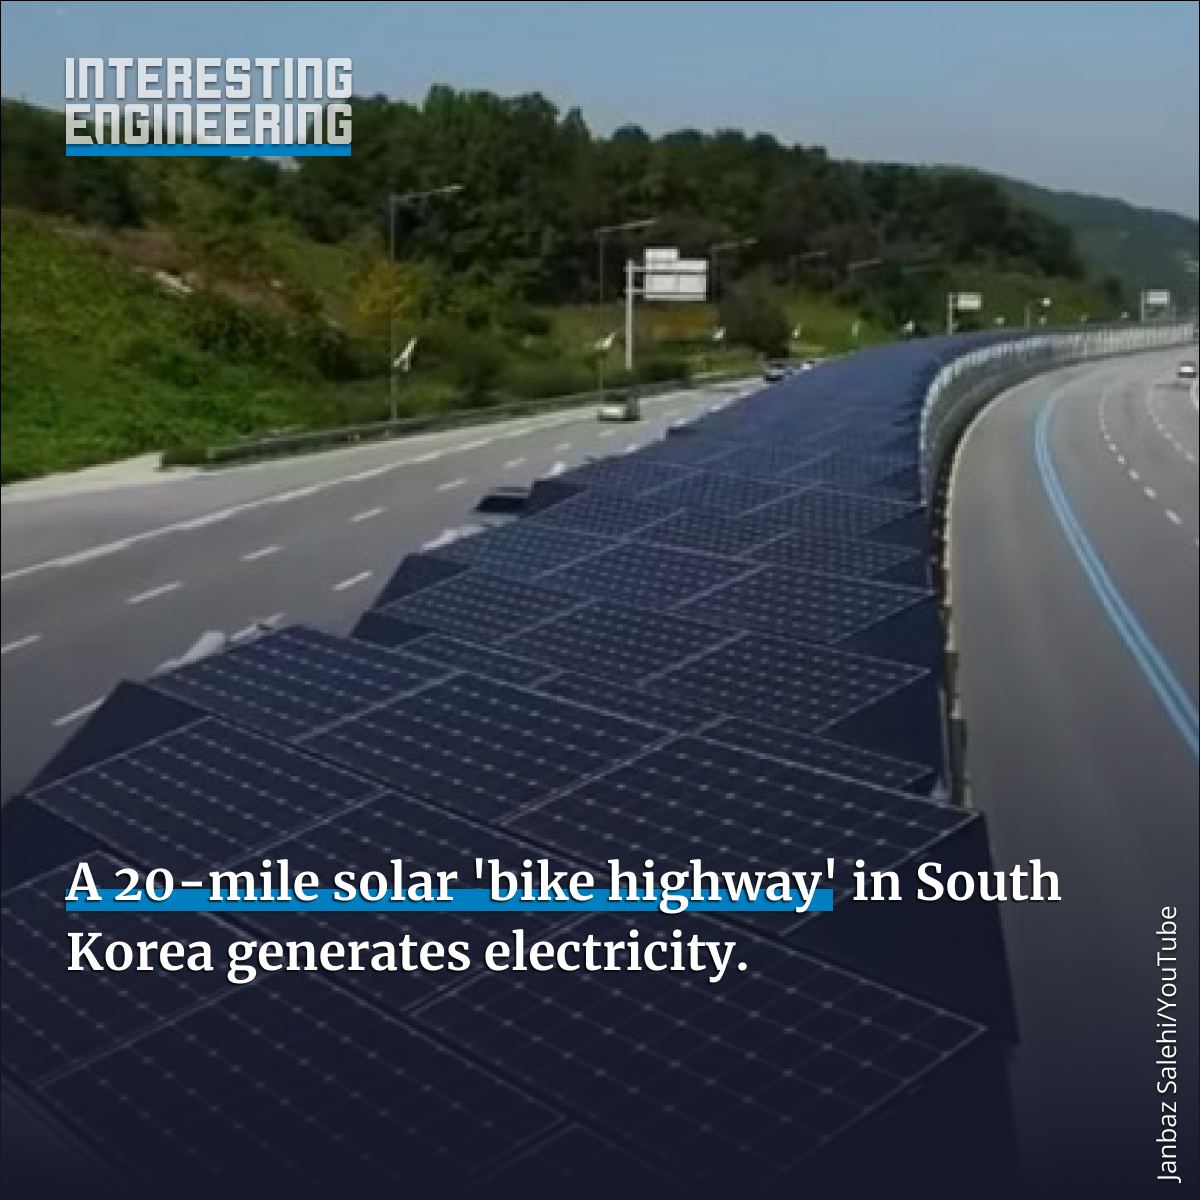 INTERESTING
ENGINEERING
A 20-mile solar 'bike highway' in South
Korea generates electricity.
Janbaz Salehi/YouTube